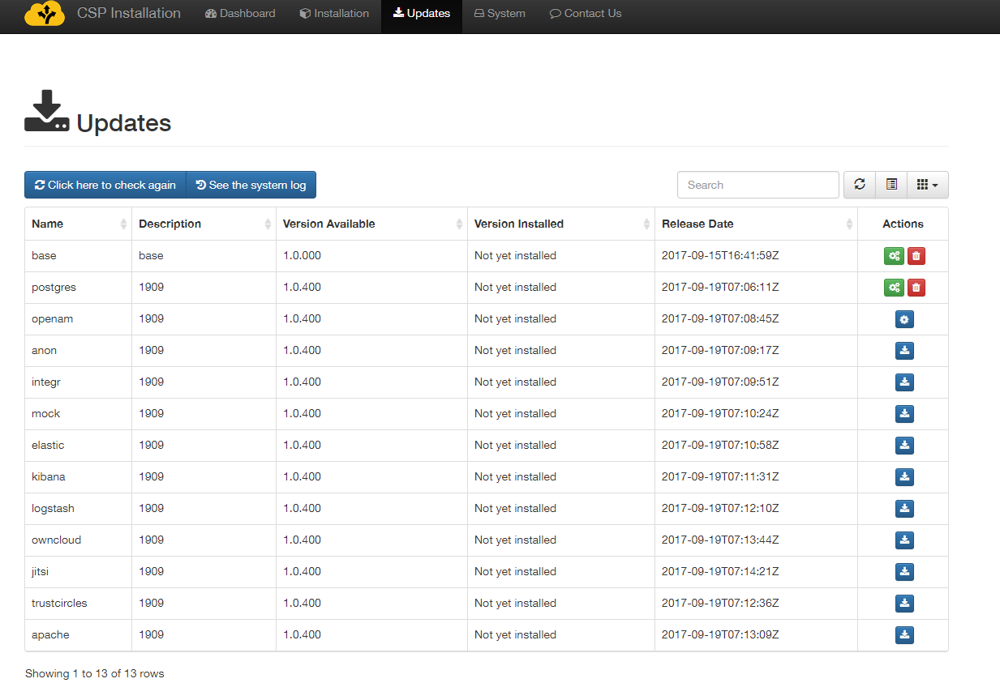 CSP Installation Dashboard Installation Updates System Contact Us
Updates
Click here to check again See the system log Search
Name Description Version Available Version Installed Release Date Actions
base base 1.0.000 Not yet installed 2017-09-15T16:41:59Z
postgres 1909 1.0.400 Not yet installed 2017-09-19T07:06:11Z
openam 1909 1.0.400 Not yet installed 2017-09-19T07:08:45Z
anon 1909 1.0.400 Not yet installed 2017-09-19T07:09:17Z
integr 1909 1.0.400 Not yet installed 2017-09-19T07:09:51Z
mock 1909 1.0.400 Not yet installed 2017-09-19T07:10:24Z
elastic 1909 1.0.400 Not yet installed 2017-09-19T07:10:58Z
kibana 1909 1.0.400 Not yet installed 2017-09-19T07:11:31Z
logstash 1909 1.0.400 Not yet installed 2017-09-19T07:12:10Z
owncloud 1909 1.0.400 Not yet installed 2017-09-19T07:13:44Z
jitsi 1909 1.0.400 Not yet installed 2017-09-19T07:14:21Z
trustcircles 1909 1.0.400 Not yet installed 2017-09-19T07:12:36Z
apache 1909 1.0.400 Not yet installed 2017-09-19T07:13:09Z
Showing 1 to 13 of 13 rows